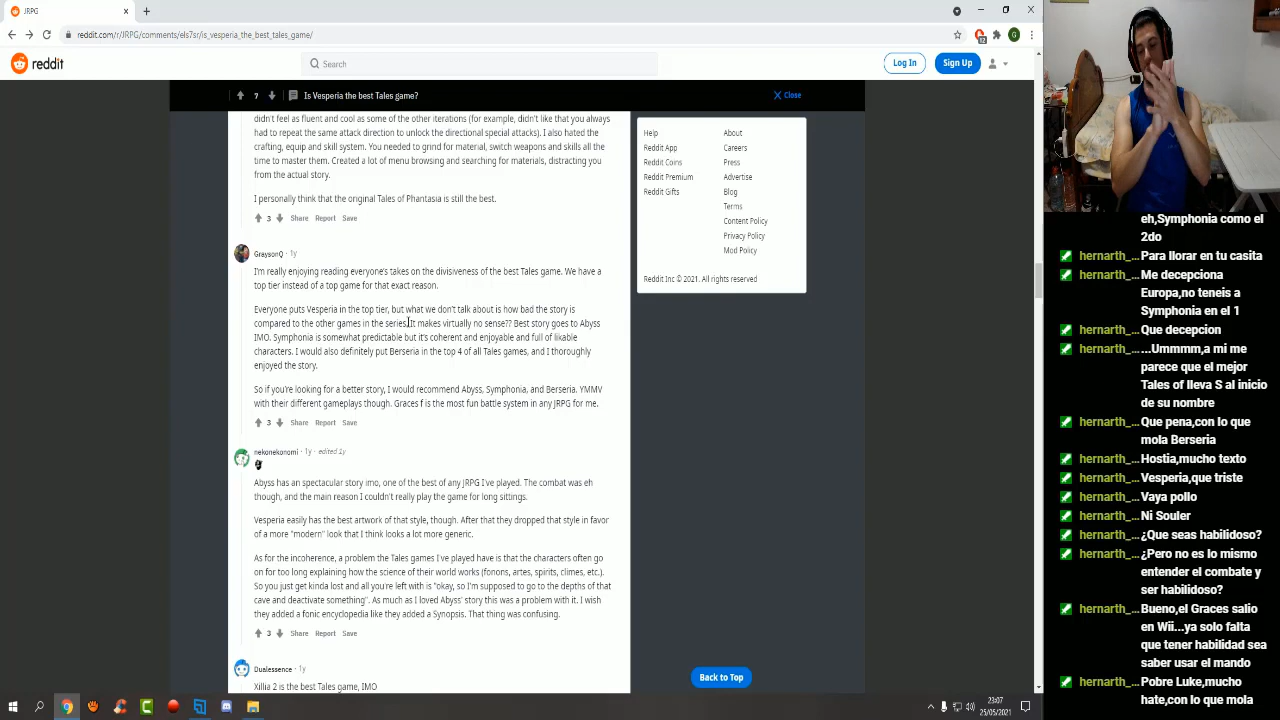 JRPG
reddit.com/r/JRPG/comments/els7sr/is_vesperia_the_best_tales_game/
reddit
Search
Log In
Sign Up
7
Is Vesperia the best Tales game?
Close
didn't feel as fluent and cool as some of the other iterations (for example, didn't like that you always
had to repeat the same attack direction to unlock the directional special attacks). I also hated the
crafting, equip and skill system. You needed to grind for material, switch weapons and skills all the
time to master them. Created a lot of menu browsing and searching for materials, distracting you
from the actual story.
I personally think that the original Tales of Phantasia is still the best.
3 Share Report Save
GraysonQ · 1y
I'm really enjoying reading everyone's takes on the divisiveness of the best Tales game. We have a
top tier instead of a top game for that exact reason.
Everyone puts Vesperia in the top tier, but what we don't talk about is how bad the story is
compared to the other games in the series. It makes virtually no sense?? Best story goes to Abyss
IMO. Symphonia is somewhat predictable but it's coherent and enjoyable and full of likable
characters. I would also definitely put Berseria in the top 4 of all Tales games, and I thoroughly
enjoyed the story.
So if you're looking for a better story, I would recommend Abyss, Symphonia, and Berseria. YMMV
with their different gameplays though. Graces f is the most fun battle system in any JRPG for me.
3 Share Report Save
nekonekonomi · 1y · edited 1y
Abyss has an spectacular story imo, one of the best of any JRPG I've played. The combat was eh
though, and the main reason I couldn't really play the game for long sittings.
Vesperia easily has the best artwork of that style, though. After that they dropped that style in favor
of a more "modern" look that I think looks a lot more generic.
As for the incoherence, a problem the Tales games I've played have is that the characters often go
on for too long explaining how the science of their world works (fonons, artes, spirits, climes, etc.).
So you just get kinda lost and all you're left with is "okay, so I'm supposed to go to the depths of that
cave and deactivate something". As much as I loved Abyss' story this was a problem with it. I wish
they added a fonic encyclopedia like they added a Synopsis. That thing was confusing.
3 Share Report Save
Dualessence · 1y
Xillia 2 is the best Tales game, IMO
Help
About
Reddit App
Careers
Reddit Coins
Press
Reddit Premium
Advertise
Reddit Gifts
Blog
Terms
Content Policy
Privacy Policy
Mod Policy
Reddit Inc © 2021. All rights reserved
Back to Top
eh,Symphonia como el
2do
hernarth_... Para llorar en tu casita
hernarth_... Me decepciona
Europa,no teneis a
Symphonia en el 1
hernarth_... Que decepcion
hernarth_... ...Ummmm,a mi me
parece que el mejor
Tales of lleva S al inicio
de su nombre
hernarth_... Que pena,con lo que
mola Berseria
hernarth_... Hostia,mucho texto
hernarth_... Vesperia,que triste
hernarth_... Vaya pollo
hernarth_... Ni Souler
hernarth_... ¿Que seas habilidoso?
hernarth_... ¿Pero no es lo mismo
entender el combate y
ser habilidoso?
hernarth_... Bueno,el Graces salio
en Wii...ya solo falta
que tener habilidad sea
saber usar el mando
hernarth_... Pobre Luke,mucho
hate,con lo que mola
23:07
25/05/2021